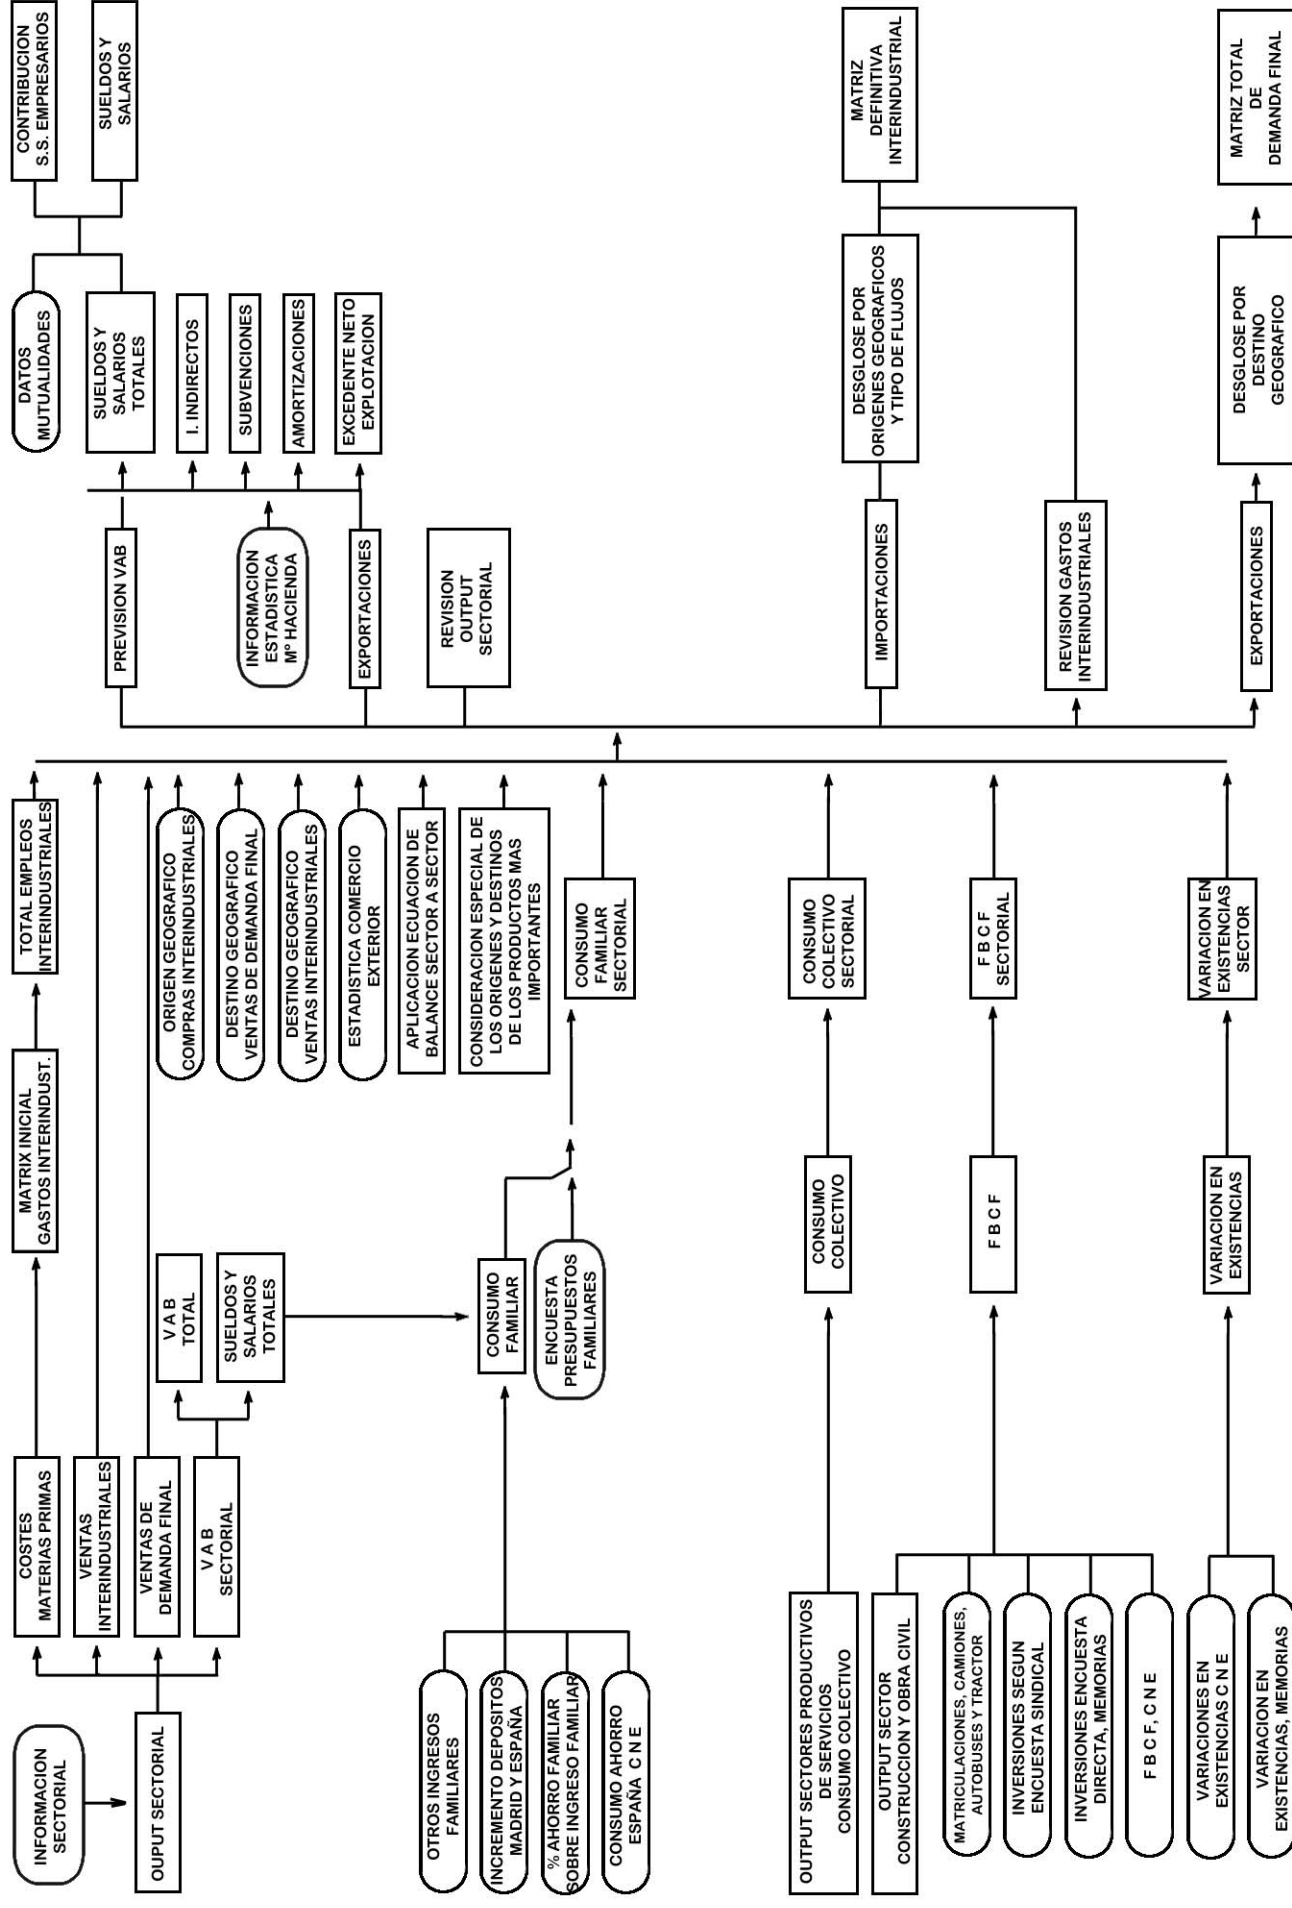 INFORMACION
SECTORIAL
OUPUT SECTORIAL
COSTES
MATERIAS PRIMAS
VENTAS
INTERINDUSTRIALES
VENTAS DE
DEMANDA FINAL
V A B
SECTORIAL
MATRIX INICIAL
GASTOS INTERINDUST.
TOTAL EMPLEOS
INTERINDUSTRIALES
V A B
TOTAL
SUELDOS Y
SALARIOS
TOTALES
ORIGEN GEOGRAFICO
COMPRAS INTERINDUSTRIALES
DESTINO GEOGRAFICO
VENTAS DE DEMANDA FINAL
DESTINO GEOGRAFICO
VENTAS INTERINDUSTRIALES
ESTADISTICA COMERCIO
EXTERIOR
APLICACION ECUACION DE
BALANCE SECTOR A SECTOR
CONSIDERACION ESPECIAL DE
LOS ORIGENES Y DESTINOS
DE LOS PRODUCTOS MAS
IMPORTANTES
OTROS INGRESOS
FAMILIARES
INCREMENTO DEPOSITOS
MADRID Y ESPAÑA
% AHORRO FAMILIAR
SOBRE INGRESO FAMILIAR
CONSUMO AHORRO
ESPAÑA C N E
CONSUMO
FAMILIAR
ENCUESTA
PRESUPUESTOS
FAMILIARES
CONSUMO
FAMILIAR
SECTORIAL
OUTPUT SECTORES PRODUCTIVOS
DE SERVICIOS
CONSUMO COLECTIVO
CONSUMO
COLECTIVO
CONSUMO
COLECTIVO
SECTORIAL
OUTPUT SECTOR
CONSTRUCCION Y OBRA CIVIL
MATRICULACIONES, CAMIONES,
AUTOBUSES Y TRACTOR
INVERSIONES SEGUN
ENCUESTA SINDICAL
INVERSIONES ENCUESTA
DIRECTA, MEMORIAS
F B C F, C N E
F B C F
F B C F
SECTORIAL
VARIACIONES EN
EXISTENCIAS C N E
VARIACION EN
EXISTENCIAS, MEMORIAS
VARIACION EN
EXISTENCIAS
VARIACION EN
EXISTENCIAS
SECTOR
PREVISION VAB
INFORMACION
ESTADISTICA
Mº HACIENDA
EXPORTACIONES
REVISION
OUTPUT
SECTORIAL
IMPORTACIONES
REVISION GASTOS
INTERINDUSTRIALES
EXPORTACIONES
DATOS
MUTUALIDADES
SUELDOS Y
SALARIOS
TOTALES
I. INDIRECTOS
SUBVENCIONES
AMORTIZACIONES
EXCEDENTE NETO
EXPLOTACION
DESGLOSE POR
ORIGENES GEOGRAFICOS
Y TIPO DE FLUJOS
DESGLOSE POR
DESTINO
GEOGRAFICO
CONTRIBUCION
S.S. EMPRESARIOS
SUELDOS Y
SALARIOS
MATRIZ
DEFINITIVA
INTERINDUSTRIAL
MATRIZ TOTAL
DE
DEMANDA FINAL